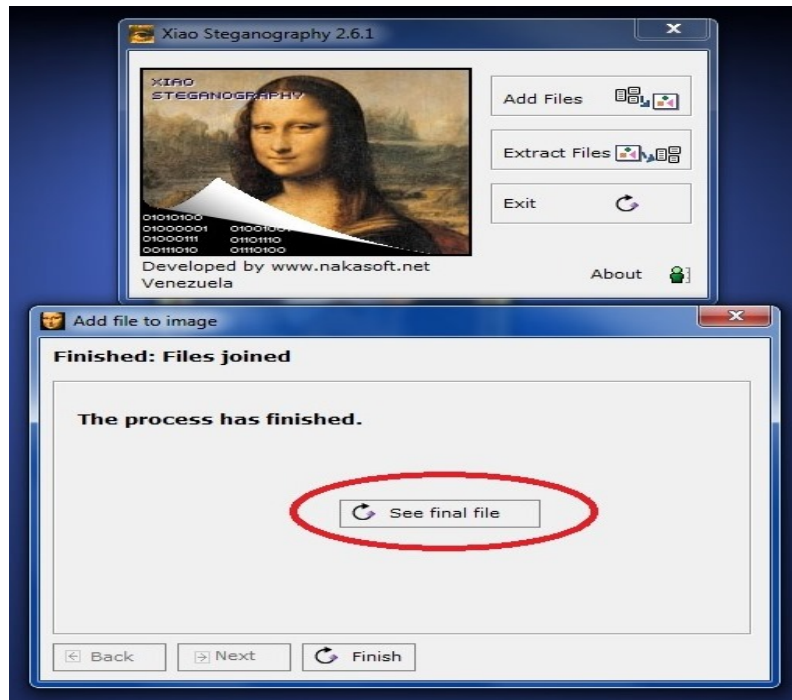 Xiao Steganography 2.6.1
XIAO
STEGANOGRAPHY
Add Files
Extract Files
Exit
01010100
01000001
01000111 01101110
00111010 01110100
Developed by www.nakasoft.net
Venezuela
About
Add file to image
Finished: Files joined
The process has finished.
See final file
Back Next Finish